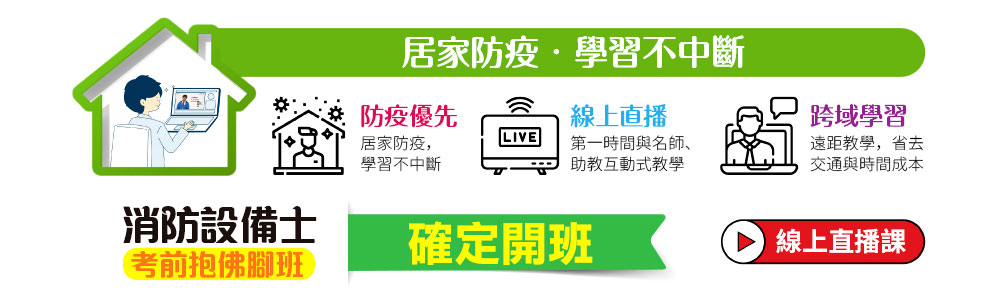 居家防疫・學習不中斷
防疫優先
居家防疫,
學習不中斷
LIVE
線上直播
第一時間與名師、
助教互動式教學
跨域學習
遠距教學,省去
交通與時間成本
消防設備士
考前抱佛腳班
確定開班
線上直播課